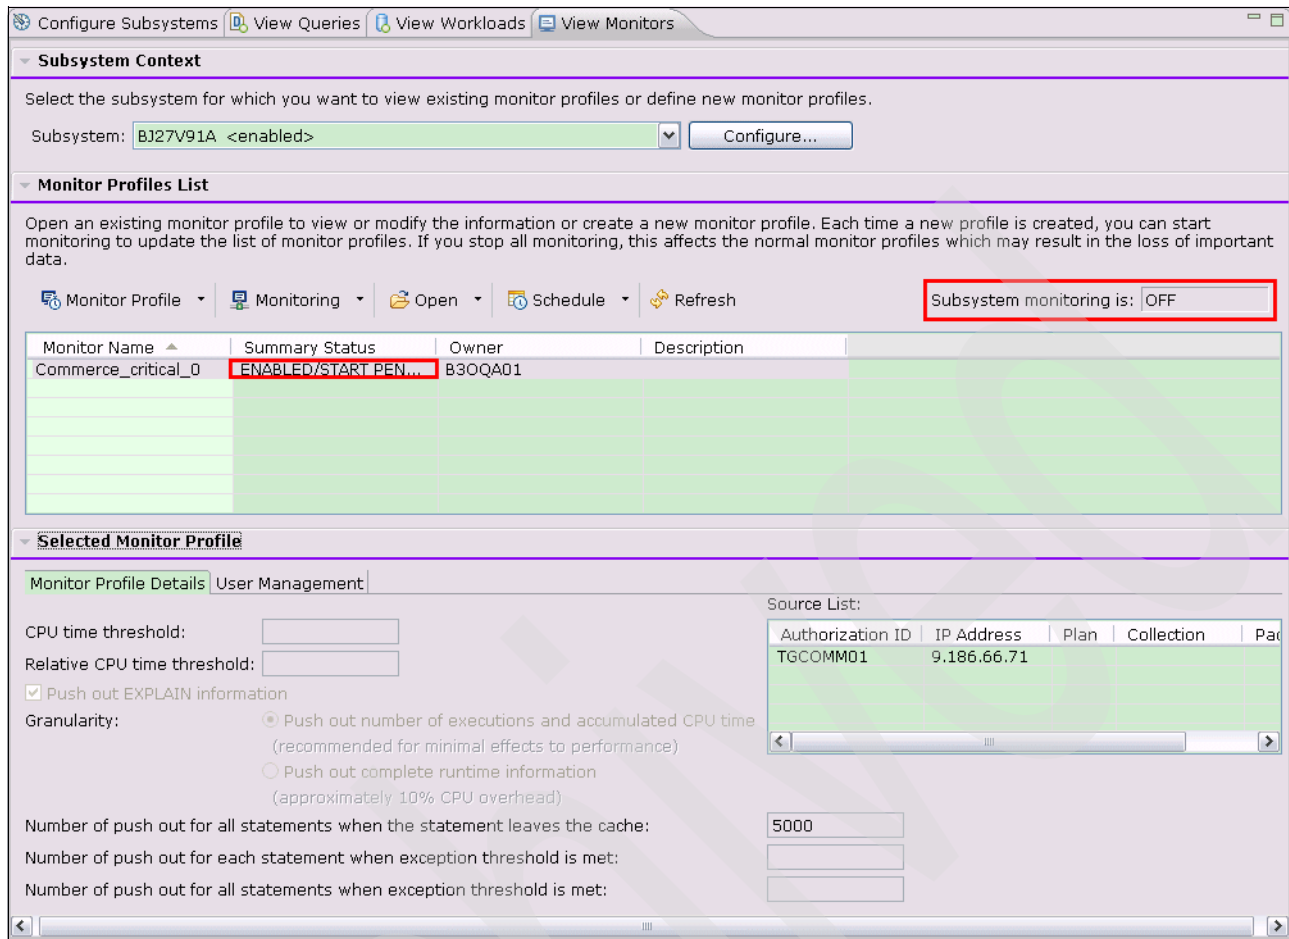 Configure Subsystems View Queries View Workloads View Monitors
Subsystem Context
Select the subsystem for which you want to view existing monitor profiles or define new monitor profiles.
Subsystem: BJ27V91A <enabled> Configure...
Monitor Profiles List
Open an existing monitor profile to view or modify the information or create a new monitor profile. Each time a new profile is created, you can start
monitoring to update the list of monitor profiles. If you stop all monitoring, this affects the normal monitor profiles which may result in the loss of important
data.
Monitor Profile Monitoring Open Schedule Refresh Subsystem monitoring is: OFF
Monitor Name Summary Status Owner Description
Commerce_critical_0 ENABLED/START PEN... B3OQA01
Selected Monitor Profile
Monitor Profile Details User Management
Source List:
CPU time threshold:
Authorization ID IP Address Plan Collection Pac
TGCOMM01 9.186.66.71
Relative CPU time threshold:
Push out EXPLAIN information
Granularity: Push out number of executions and accumulated CPU time
(recommended for minimal effects to performance)
Push out complete runtime information
(approximately 10% CPU overhead)
Number of push out for all statements when the statement leaves the cache: 5000
Number of push out for each statement when exception threshold is met:
Number of push out for all statements when exception threshold is met: